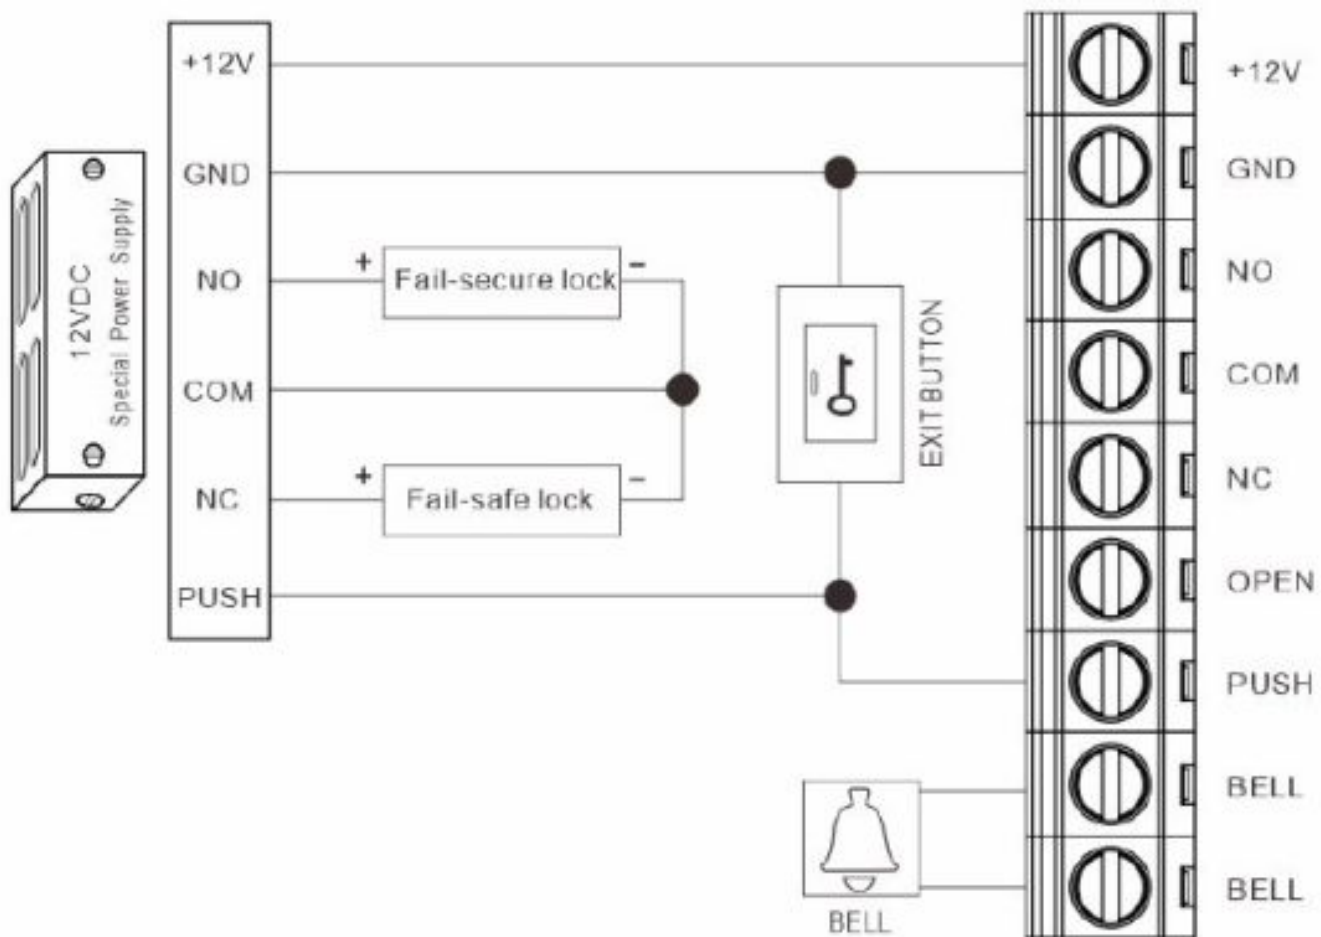 +12V
GND
NO
COM
NC
PUSH
12VDC
Special Power Supply
+ Fail-secure lock -
+ Fail-safe lock -
EXIT BUTTON
BELL
+12V
GND
NO
COM
NC
OPEN
PUSH
BELL
BELL